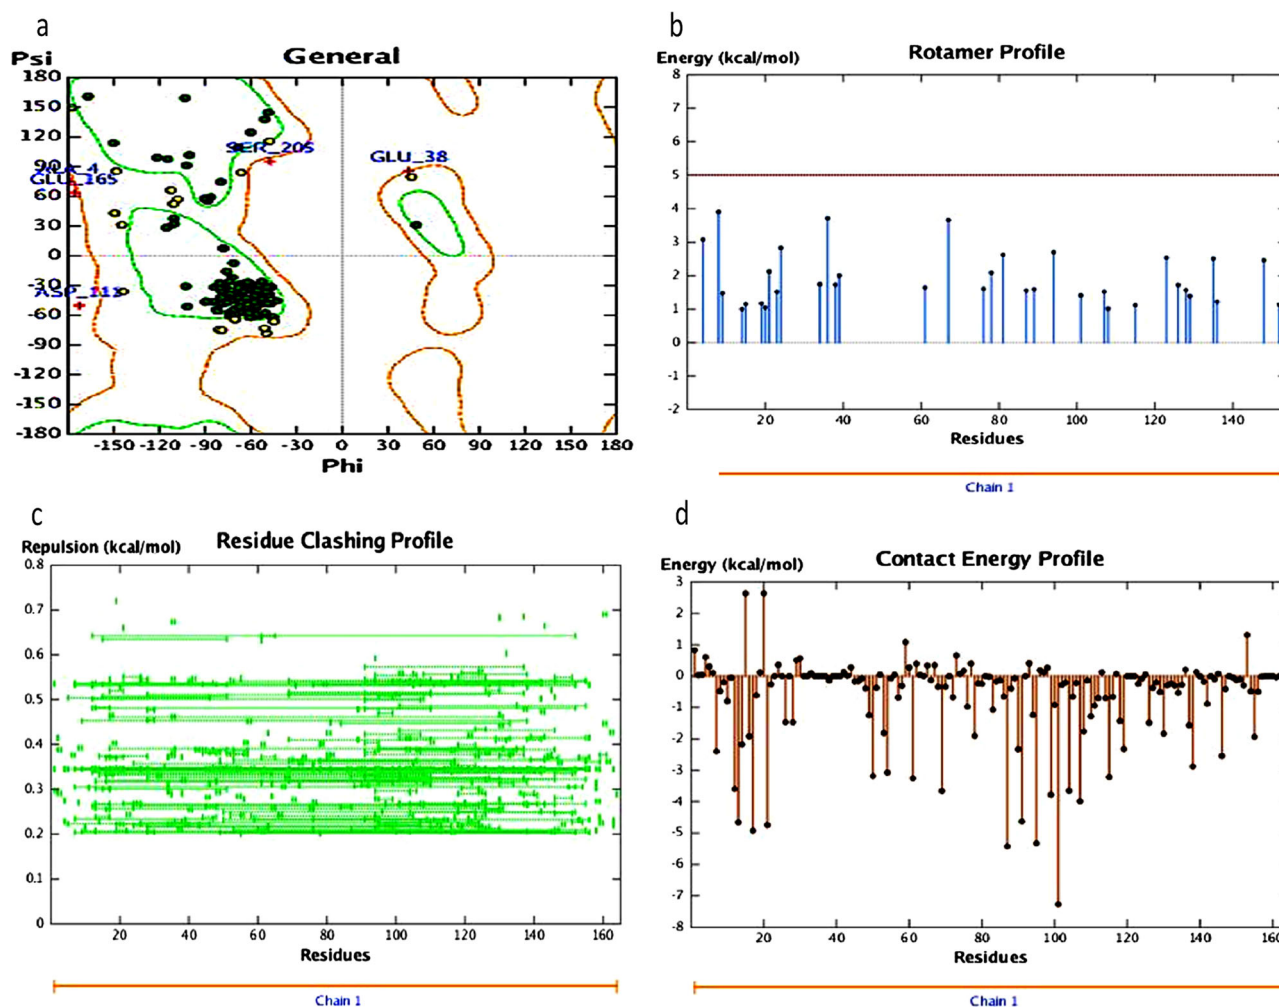 a
Psi
General
180
150
120
90
60
30
0
-30
-60
-90
-120
-150
-180
SER_205
GLU_38
GLU_165
ASP_111
-150 -120 -90 -60 -30 0 30 60 90 120 150 180
Phi
b
Energy (kcal/mol)
Rotamer Profile
8
7
6
5
4
3
2
1
0
-1
-2
20 40 60 80 100 120 140
Residues
Chain 1
c
Repulsion (kcal/mol)
Residue Clashing Profile
0.8
0.7
0.6
0.5
0.4
0.3
0.2
0.1
0
20 40 60 80 100 120 140 160
Residues
Chain 1
d
Energy (kcal/mol)
Contact Energy Profile
3
2
1
0
-1
-2
-3
-4
-5
-6
-7
-8
20 40 60 80 100 120 140 160
Residues
Chain 1